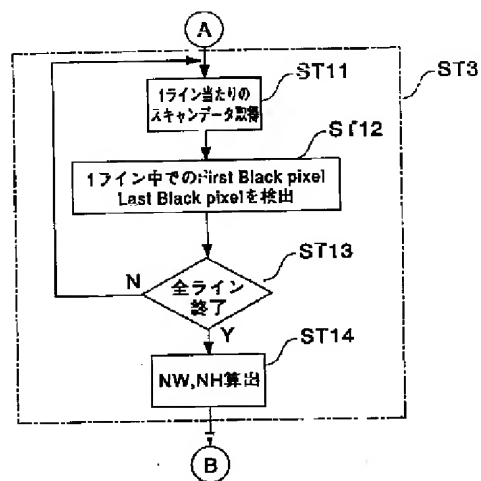 A
ST11
ST3
1ライン当たりの
スキャンデータ取得
ST12
1ライン中でのFirst Black pixel
Last Black pixelを検出
ST13
N
全ライン
終了
Y
ST14
NW,NH算出
B